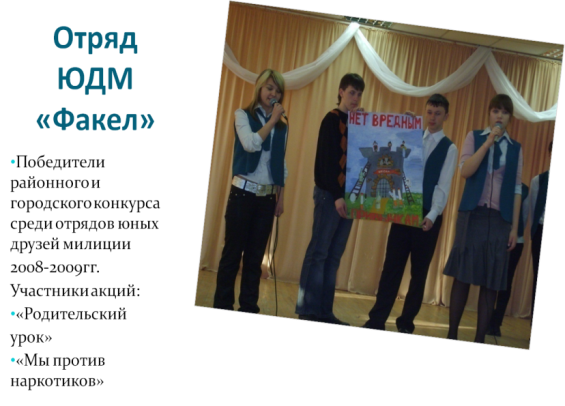 Отряд
ЮДМ
«Факел»
•Победители
районного и
городского конкурса
среди отрядов юных
друзей милиции
2008-2009гг.
Участники акций:
•«Родительский
урок»
•«Мы против
наркотиков»
НЕТ ВРЕДНЫМ